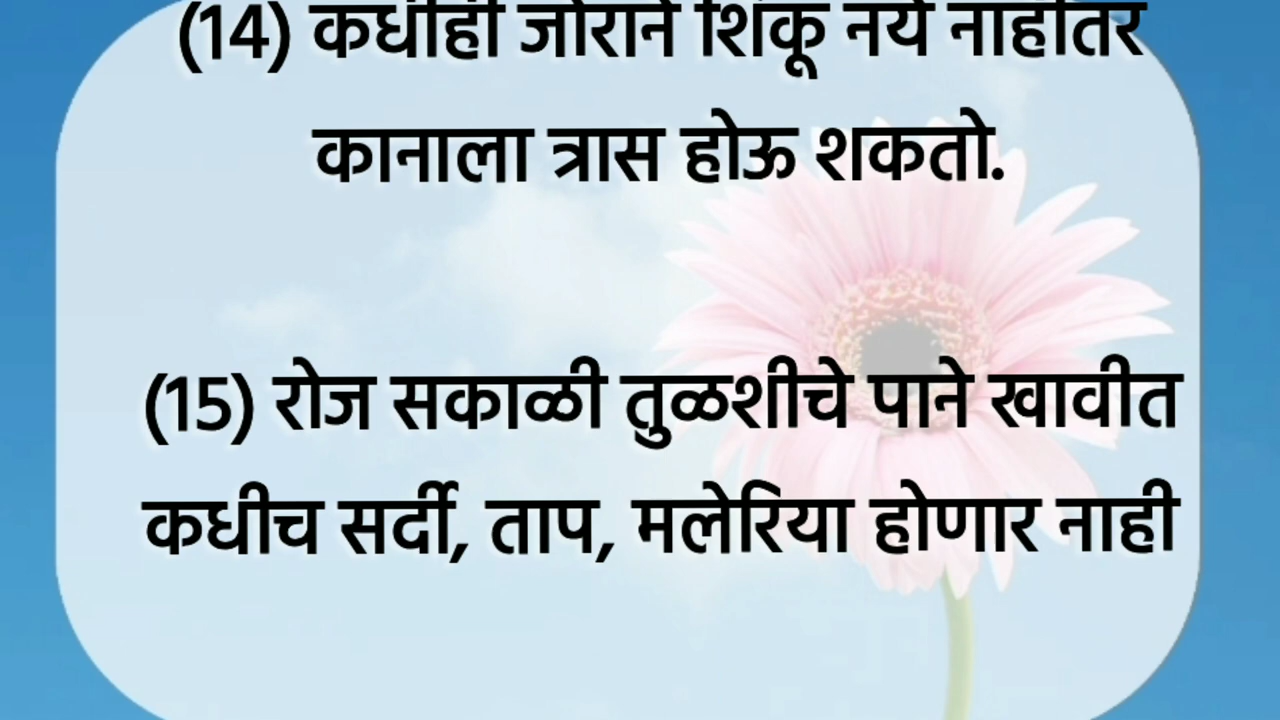 (14) कधीही जोराने शिंकू नये नाहीतर
कानाला त्रास होऊ शकतो.
(15) रोज सकाळी तुळशीचे पाने खावीत
कधीच सर्दी, ताप, मलेरिया होणार नाही